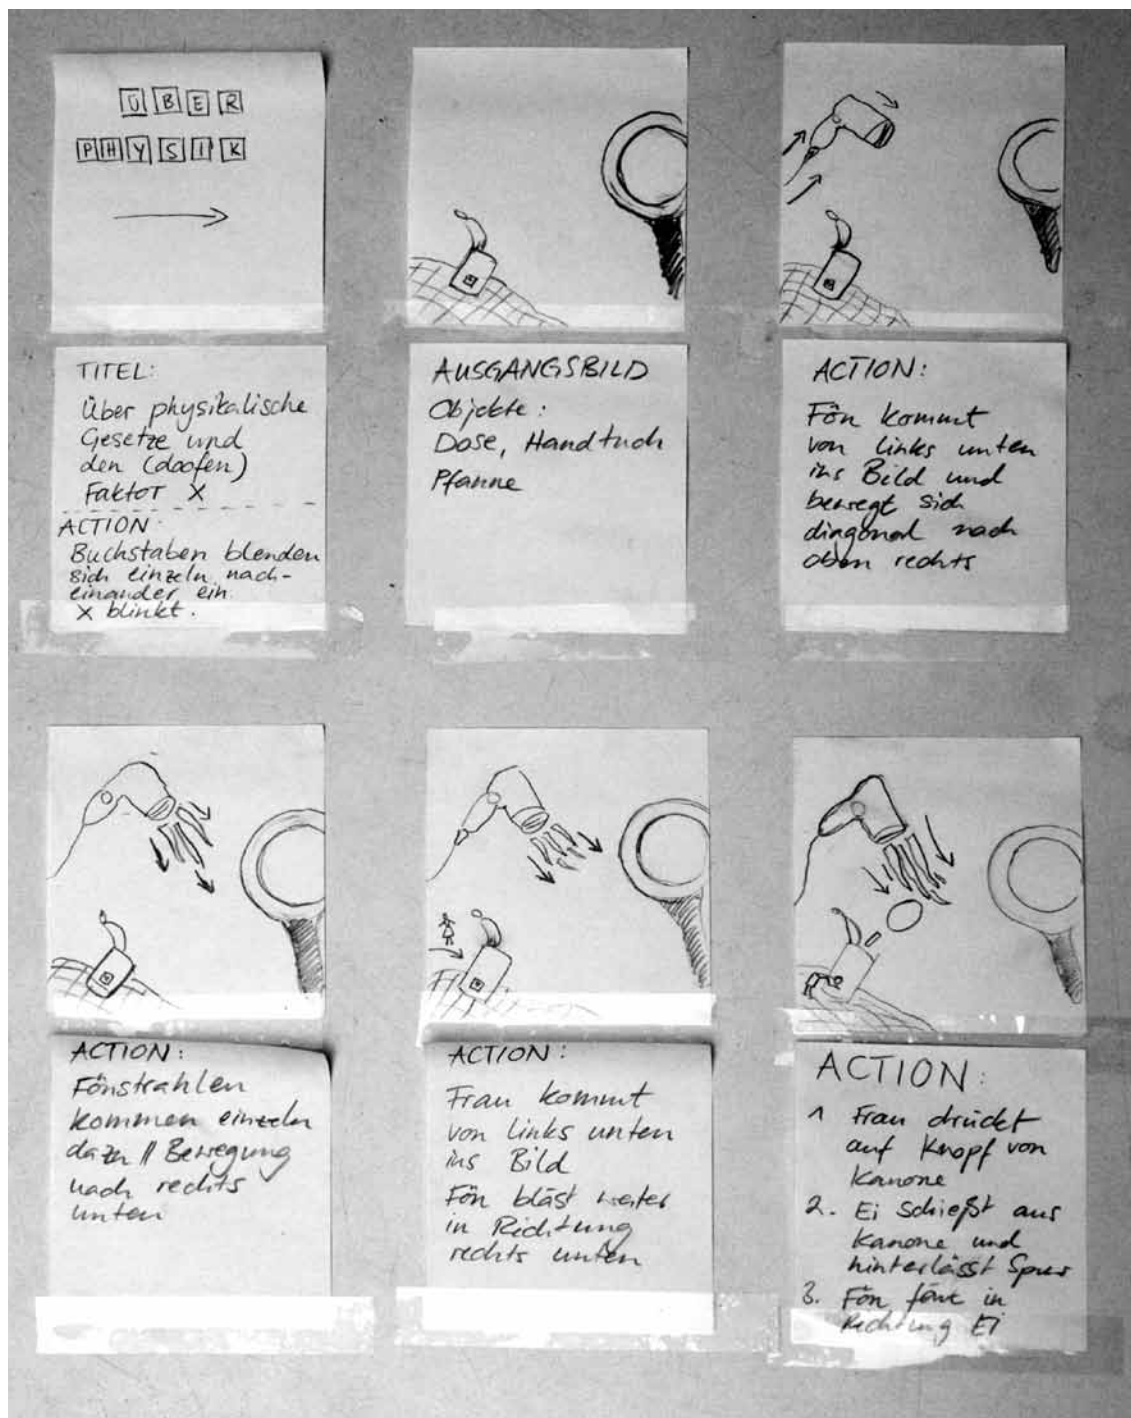 ÜBER
PHYSIK
TITEL:
Über physikalische
Gesetze und
den (doofen)
Faktor X
ACTION:
Buchstaben blenden
sich einzeln nach-
einander ein.
X blinkt.
AUSGANGSBILD
Objekte:
Dose, Handtuch
Pfanne
ACTION:
Fön kommt
von links unten
ins Bild und
bewegt sich
diagonal nach
oben rechts
ACTION:
Fönstrahlen
kommen einzeln
dazu // Bewegung
nach rechts
unten
ACTION:
Frau kommt
von links unten
ins Bild
Fön bläst weiter
in Richtung
rechts unten
ACTION:
1 Frau drückt
auf Knopf von
Kanone
2. Ei schießt aus
Kanone und
hinterlässt Spur
3. Fön fönt in
Richtung Ei